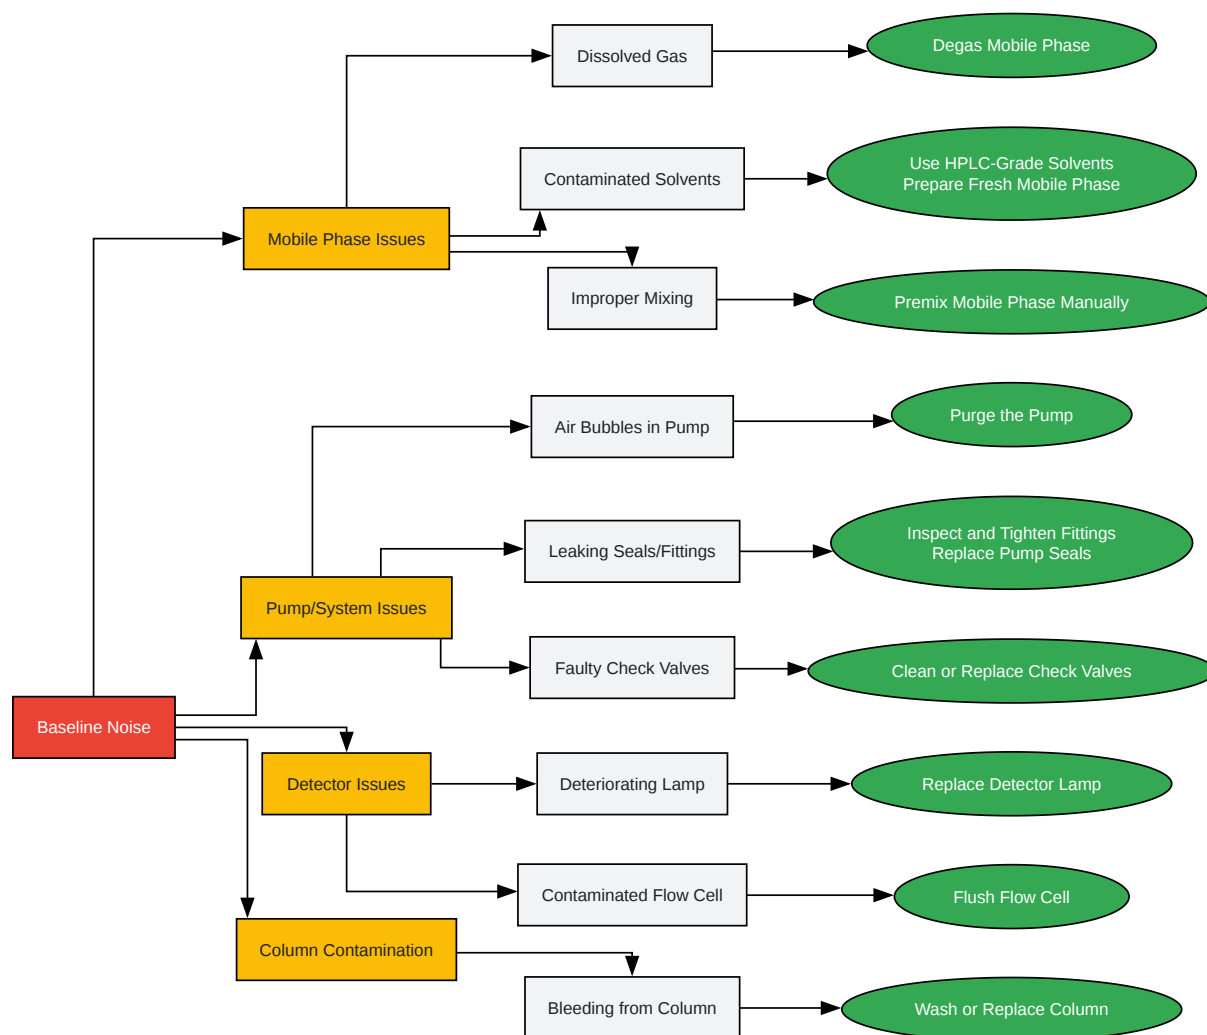 Dissolved Gas
Degas Mobile Phase
Contaminated Solvents
Use HPLC-Grade Solvents
Prepare Fresh Mobile Phase
Mobile Phase Issues
Improper Mixing
Premix Mobile Phase Manually
Air Bubbles in Pump
Purge the Pump
Leaking Seals/Fittings
Inspect and Tighten Fittings
Replace Pump Seals
Pump/System Issues
Faulty Check Valves
Clean or Replace Check Valves
Baseline Noise
Detector Issues
Deteriorating Lamp
Replace Detector Lamp
Contaminated Flow Cell
Flush Flow Cell
Column Contamination
Bleeding from Column
Wash or Replace Column